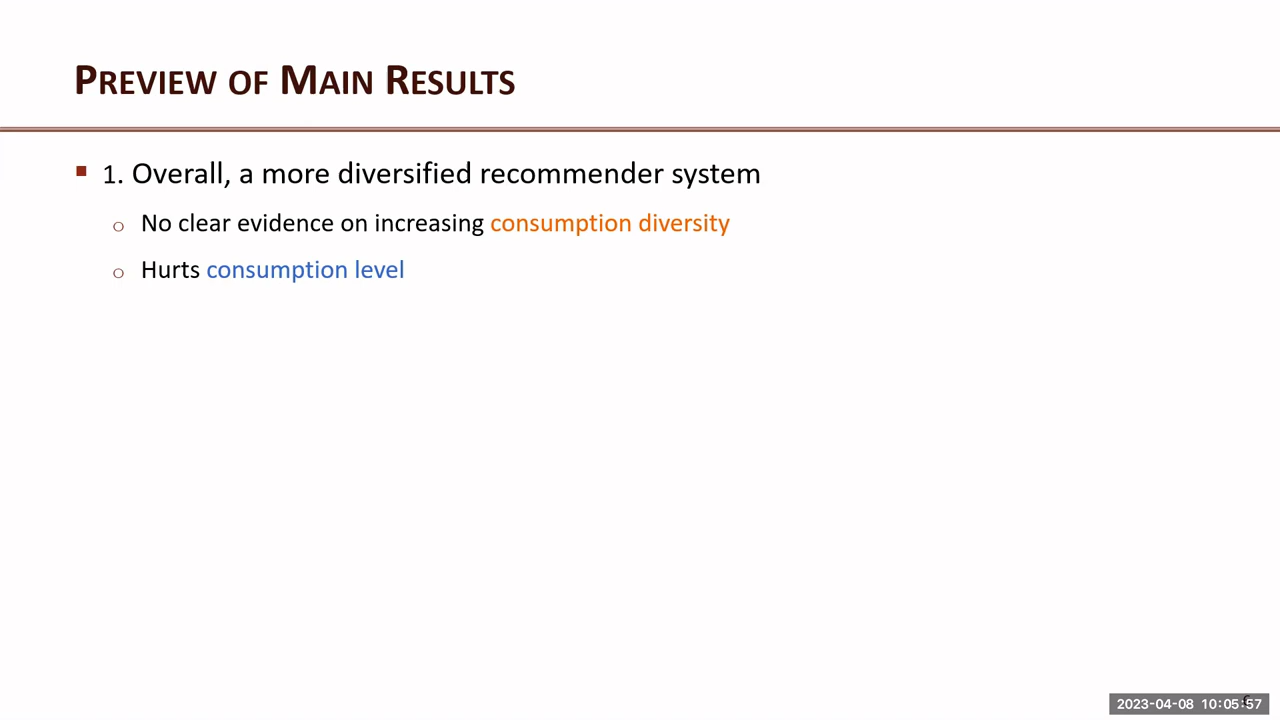 PREVIEW OF MAIN RESULTS
1. Overall, a more diversified recommender system
No clear evidence on increasing consumption diversity
Hurts consumption level
2023-04-08 10:05:57